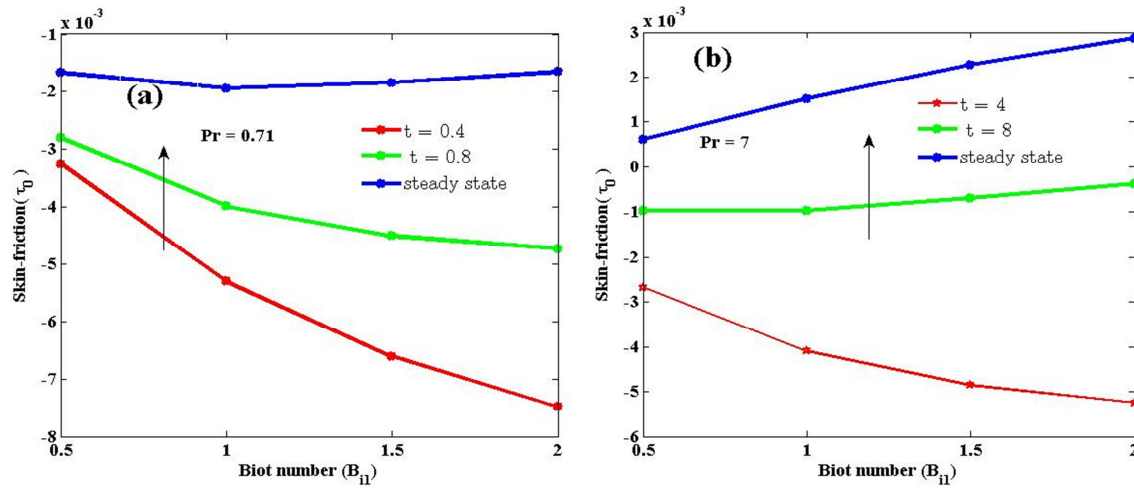 x 10⁻³
-1
-2
-3
-4
-5
-6
-7
-8
0.5
1
1.5
2
Skin-friction( τ₀)
Biot number (Bᵢ₁)
(a)
Pr = 0.71
t = 0.4
t = 0.8
steady state
x 10⁻³
3
2
1
0
-1
-2
-3
-4
-5
-6
0.5
1
1.5
2
Skin-friction( τ₀)
Biot number (Bᵢ₁)
(b)
Pr = 7
t = 4
t = 8
steady state